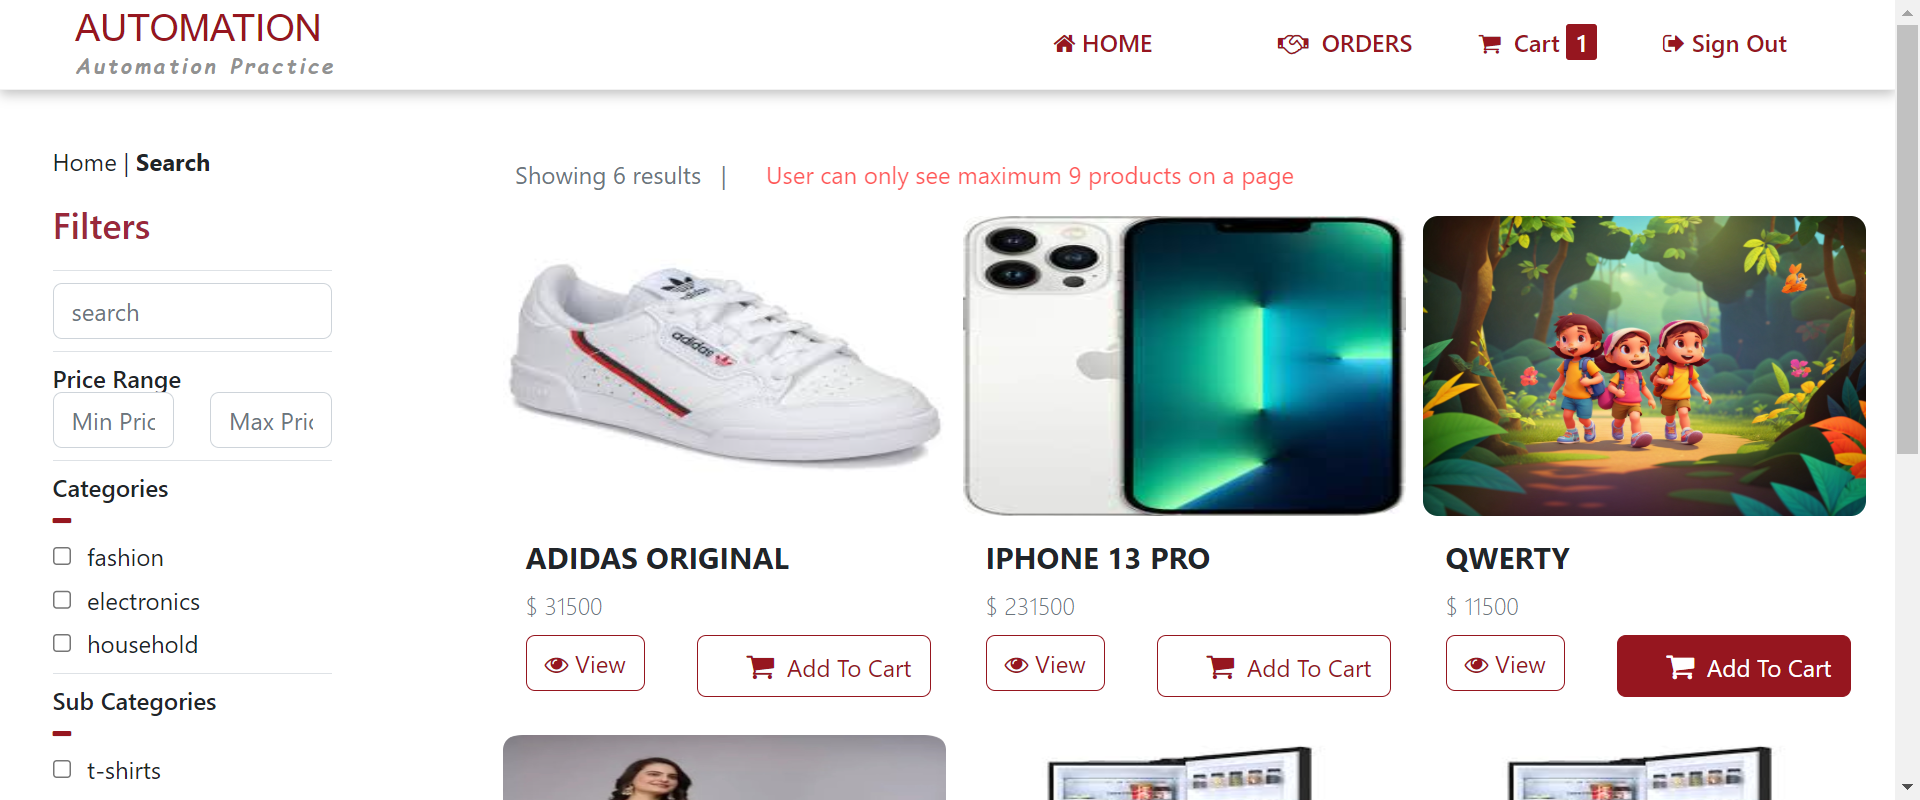 AUTOMATION
Automation Practice
HOME
ORDERS
Cart 1
Sign Out
Home | Search
Showing 6 results |
User can only see maximum 9 products on a page
Filters
search
Price Range
Min Pric
Max Pric
Categories
fashion
electronics
household
Sub Categories
t-shirts
adidas
ADIDAS ORIGINAL
$ 31500
View
Add To Cart
IPHONE 13 PRO
$ 231500
View
Add To Cart
QWERTY
$ 11500
View
Add To Cart